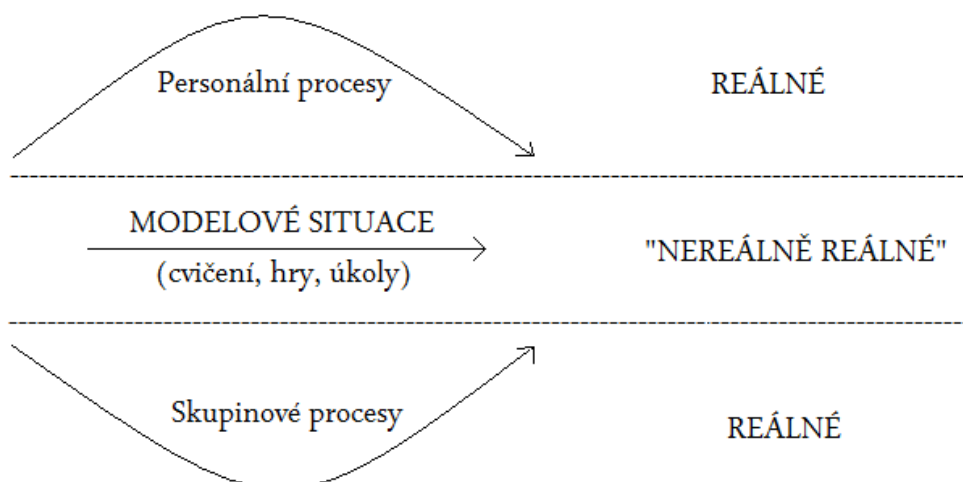 Personální procesy
REÁLNÉ
MODELOVÉ SITUACE
(cvičení, hry, úkoly)
"NEREÁLNĚ REÁLNÉ"
Skupinové procesy
REÁLNÉ